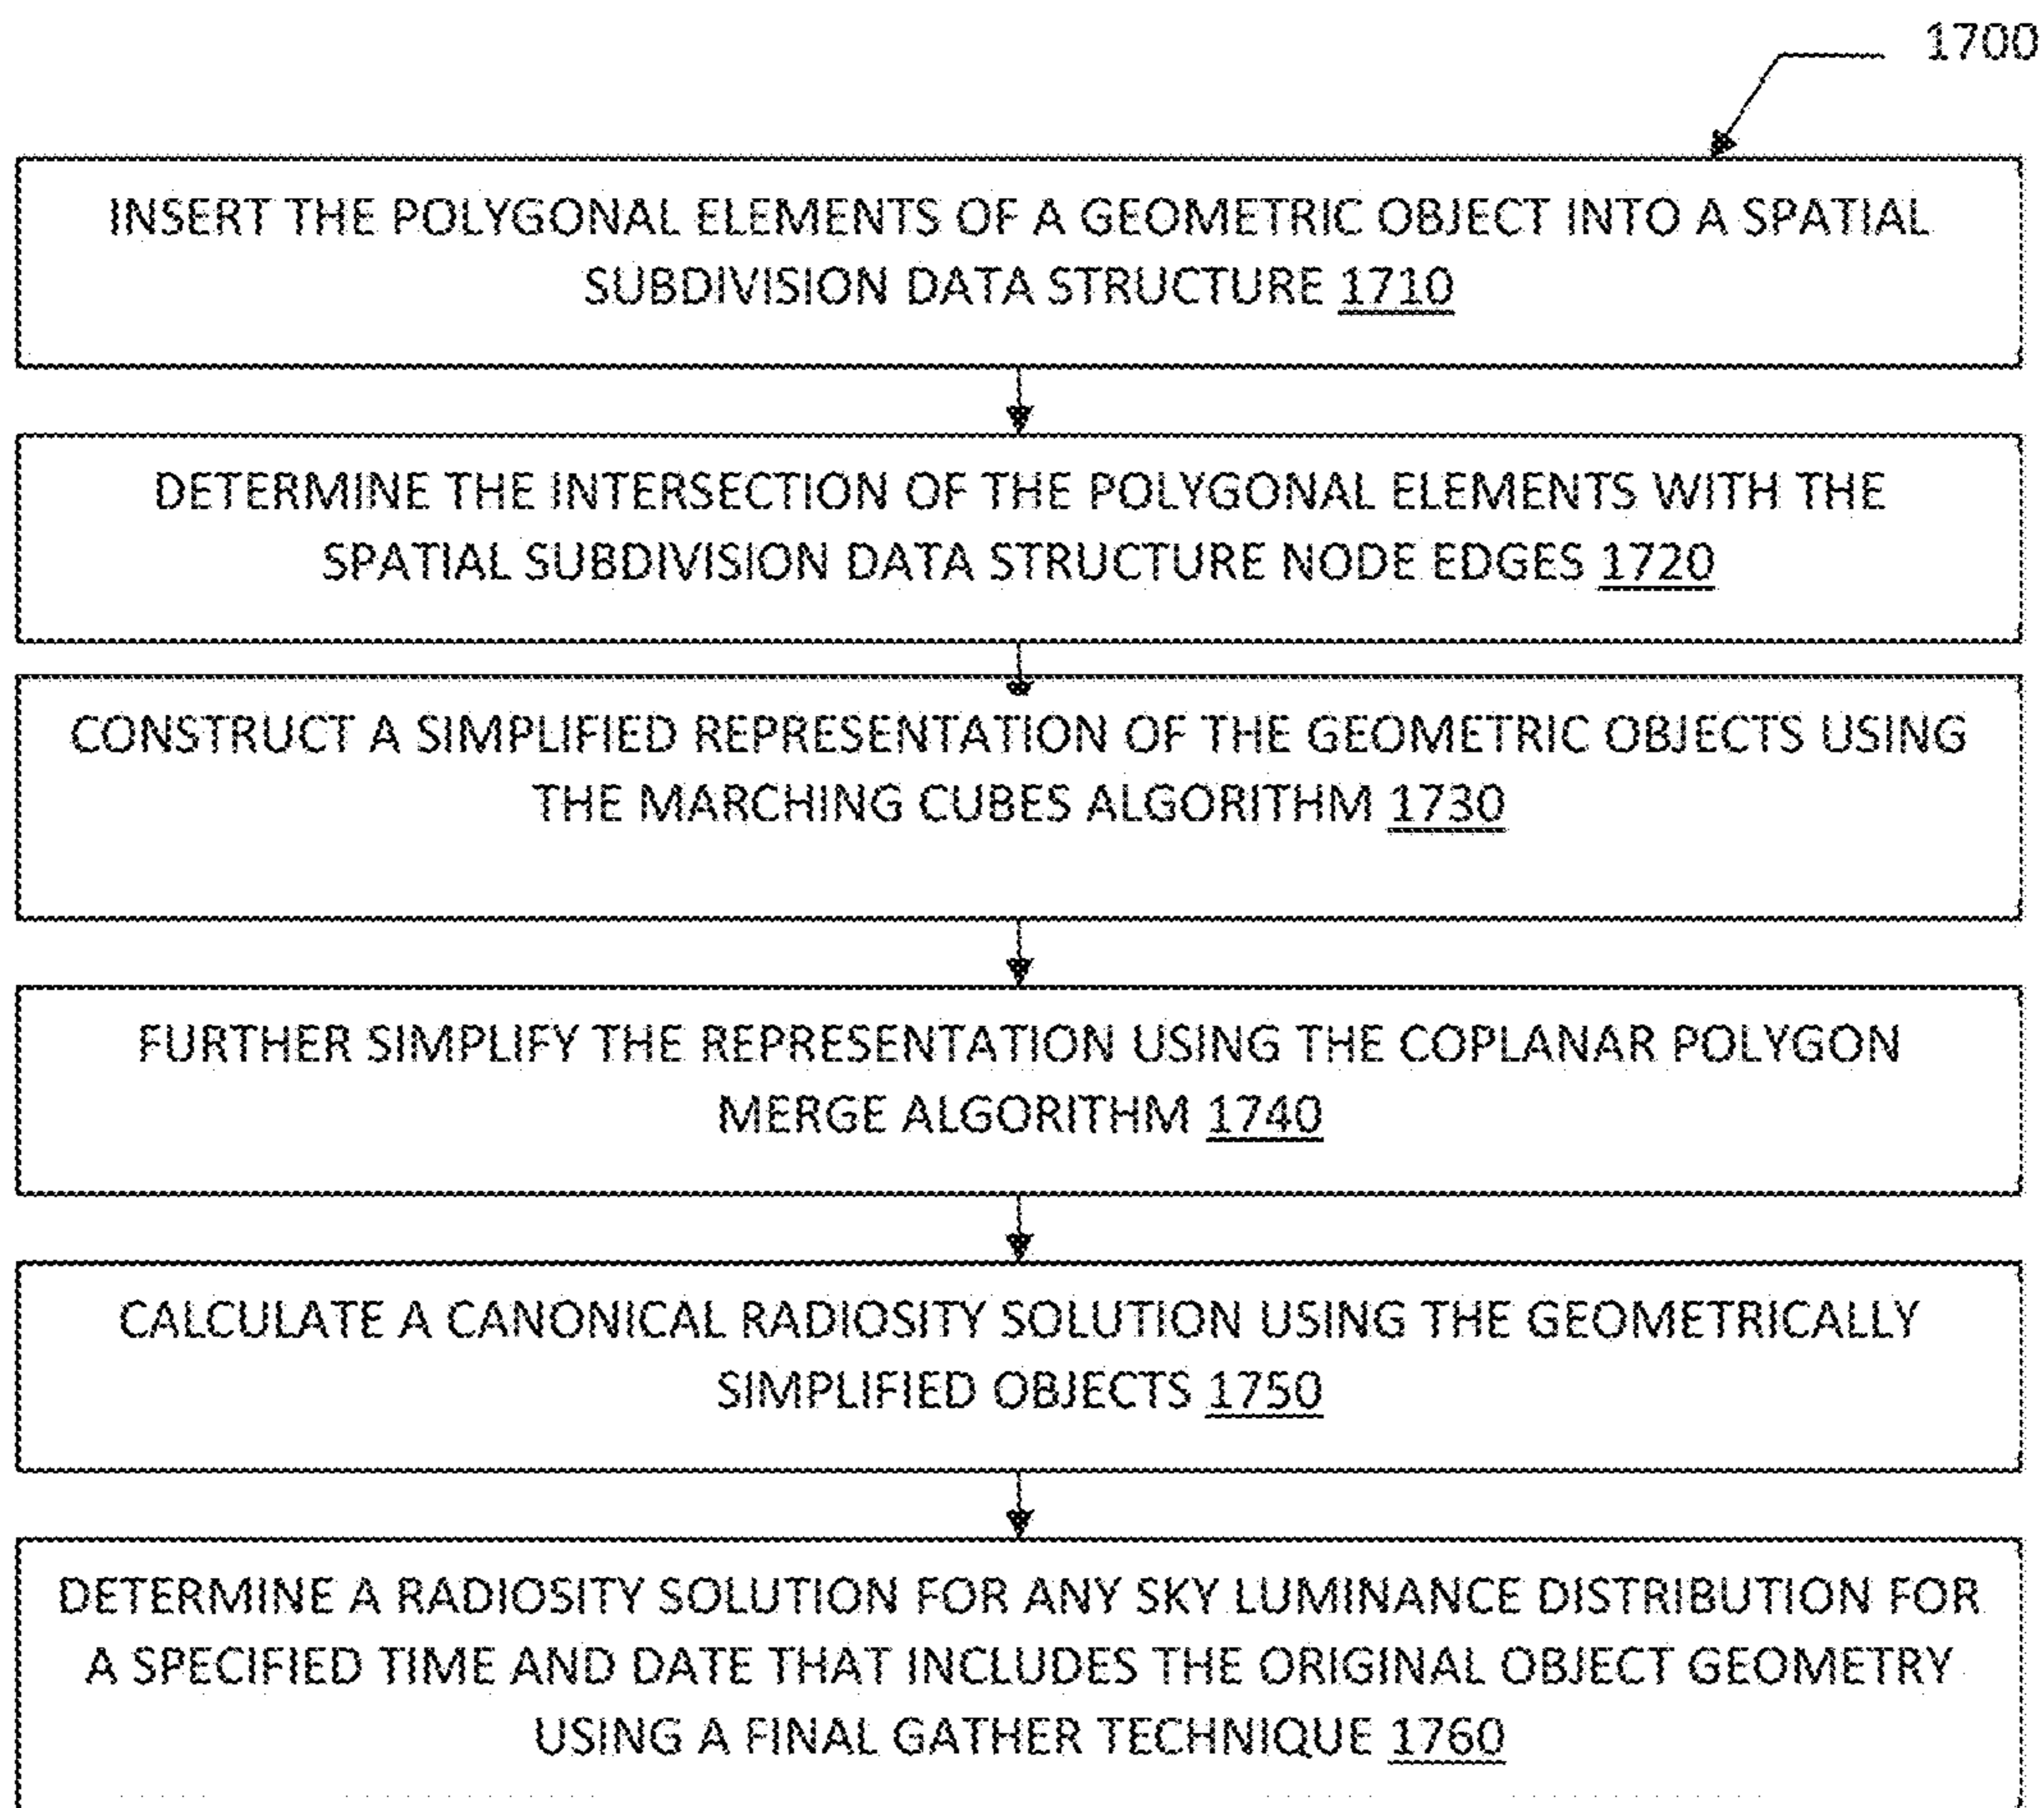 1700
INSERT THE POLYGONAL ELEMENTS OF A GEOMETRIC OBJECT INTO A SPATIAL
SUBDIVISION DATA STRUCTURE 1710
DETERMINE THE INTERSECTION OF THE POLYGONAL ELEMENTS WITH THE
SPATIAL SUBDIVISION DATA STRUCTURE NODE EDGES 1720
CONSTRUCT A SIMPLIFIED REPRESENTATION OF THE GEOMETRIC OBJECTS USING
THE MARCHING CUBES ALGORITHM 1730
FURTHER SIMPLIFY THE REPRESENTATION USING THE COPLANAR POLYGON
MERGE ALGORITHM 1740
CALCULATE A CANONICAL RADIOSITY SOLUTION USING THE GEOMETRICALLY
SIMPLIFIED OBJECTS 1750
DETERMINE A RADIOSITY SOLUTION FOR ANY SKY LUMINANCE DISTRIBUTION FOR
A SPECIFIED TIME AND DATE THAT INCLUDES THE ORIGINAL OBJECT GEOMETRY
USING A FINAL GATHER TECHNIQUE 1760